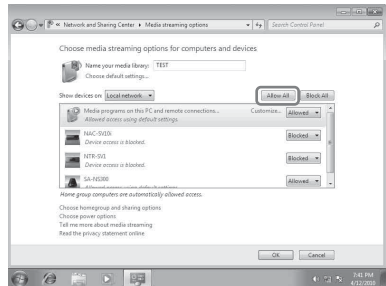 « Network and Sharing Center ▸ Media streaming options
Search Control Panel
Choose media streaming options for computers and devices
Name your media library: TEST
Choose default settings...
Show devices on: Local network
Allow All
Block All
Media programs on this PC and remote connections...
Customize...
Allowed
Allowed access using default settings.
NAC-SV10i
Device access is blocked.
Blocked
NTR-SV1
Device access is blocked.
Blocked
SA-NS300
Allowed access using default settings.
Allowed
Home group computers are automatically allowed access.
Choose homegroup and sharing options
Choose power options
Tell me more about media streaming
Read the privacy statement online
OK
Cancel
7:41 PM
4/12/2010